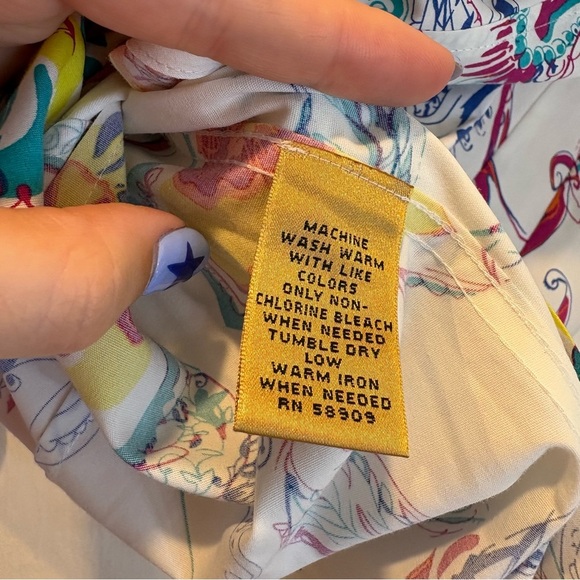 MACHINE
WASH WARM
WITH LIKE
COLORS
ONLY NON-
CHLORINE BLEACH
WHEN NEEDED
TUMBLE DRY
LOW
WARM IRON
WHEN NEEDED
RN 58909